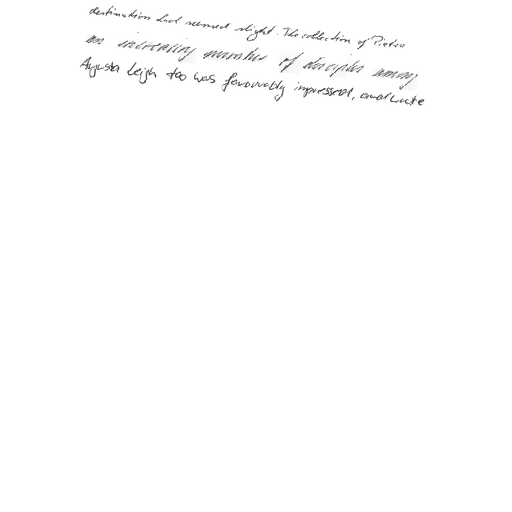 destination had seemed slight. The collection of Pietro
an increasing number of disciples among
Augusta Leigh too was favourably impressed, and wrote